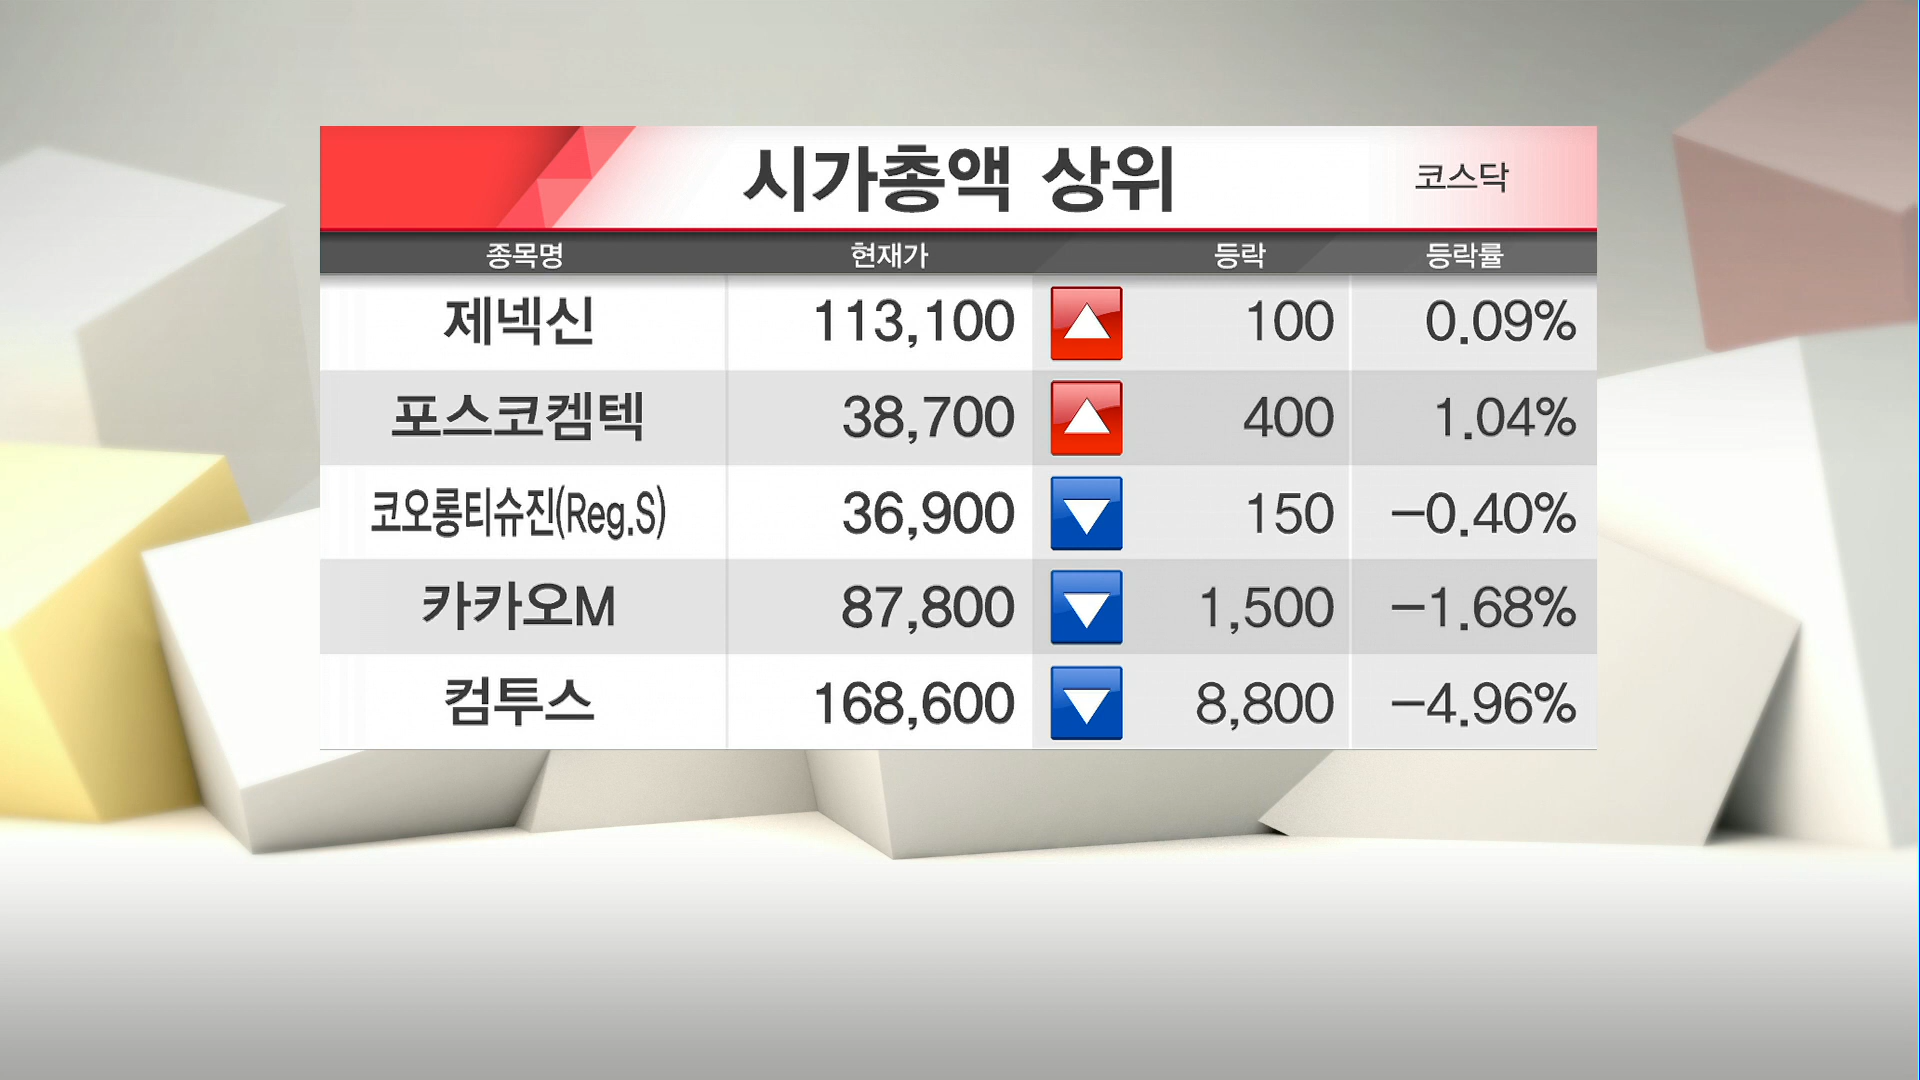 시가총액 상위 코스닥
종목명 현재가 등락 등락률
제넥신 113,100 ▲ 100 0.09%
포스코켐텍 38,700 ▲ 400 1.04%
코오롱티슈진(Reg.S) 36,900 ▼ 150 -0.40%
카카오M 87,800 ▼ 1,500 -1.68%
컴투스 168,600 ▼ 8,800 -4.96%